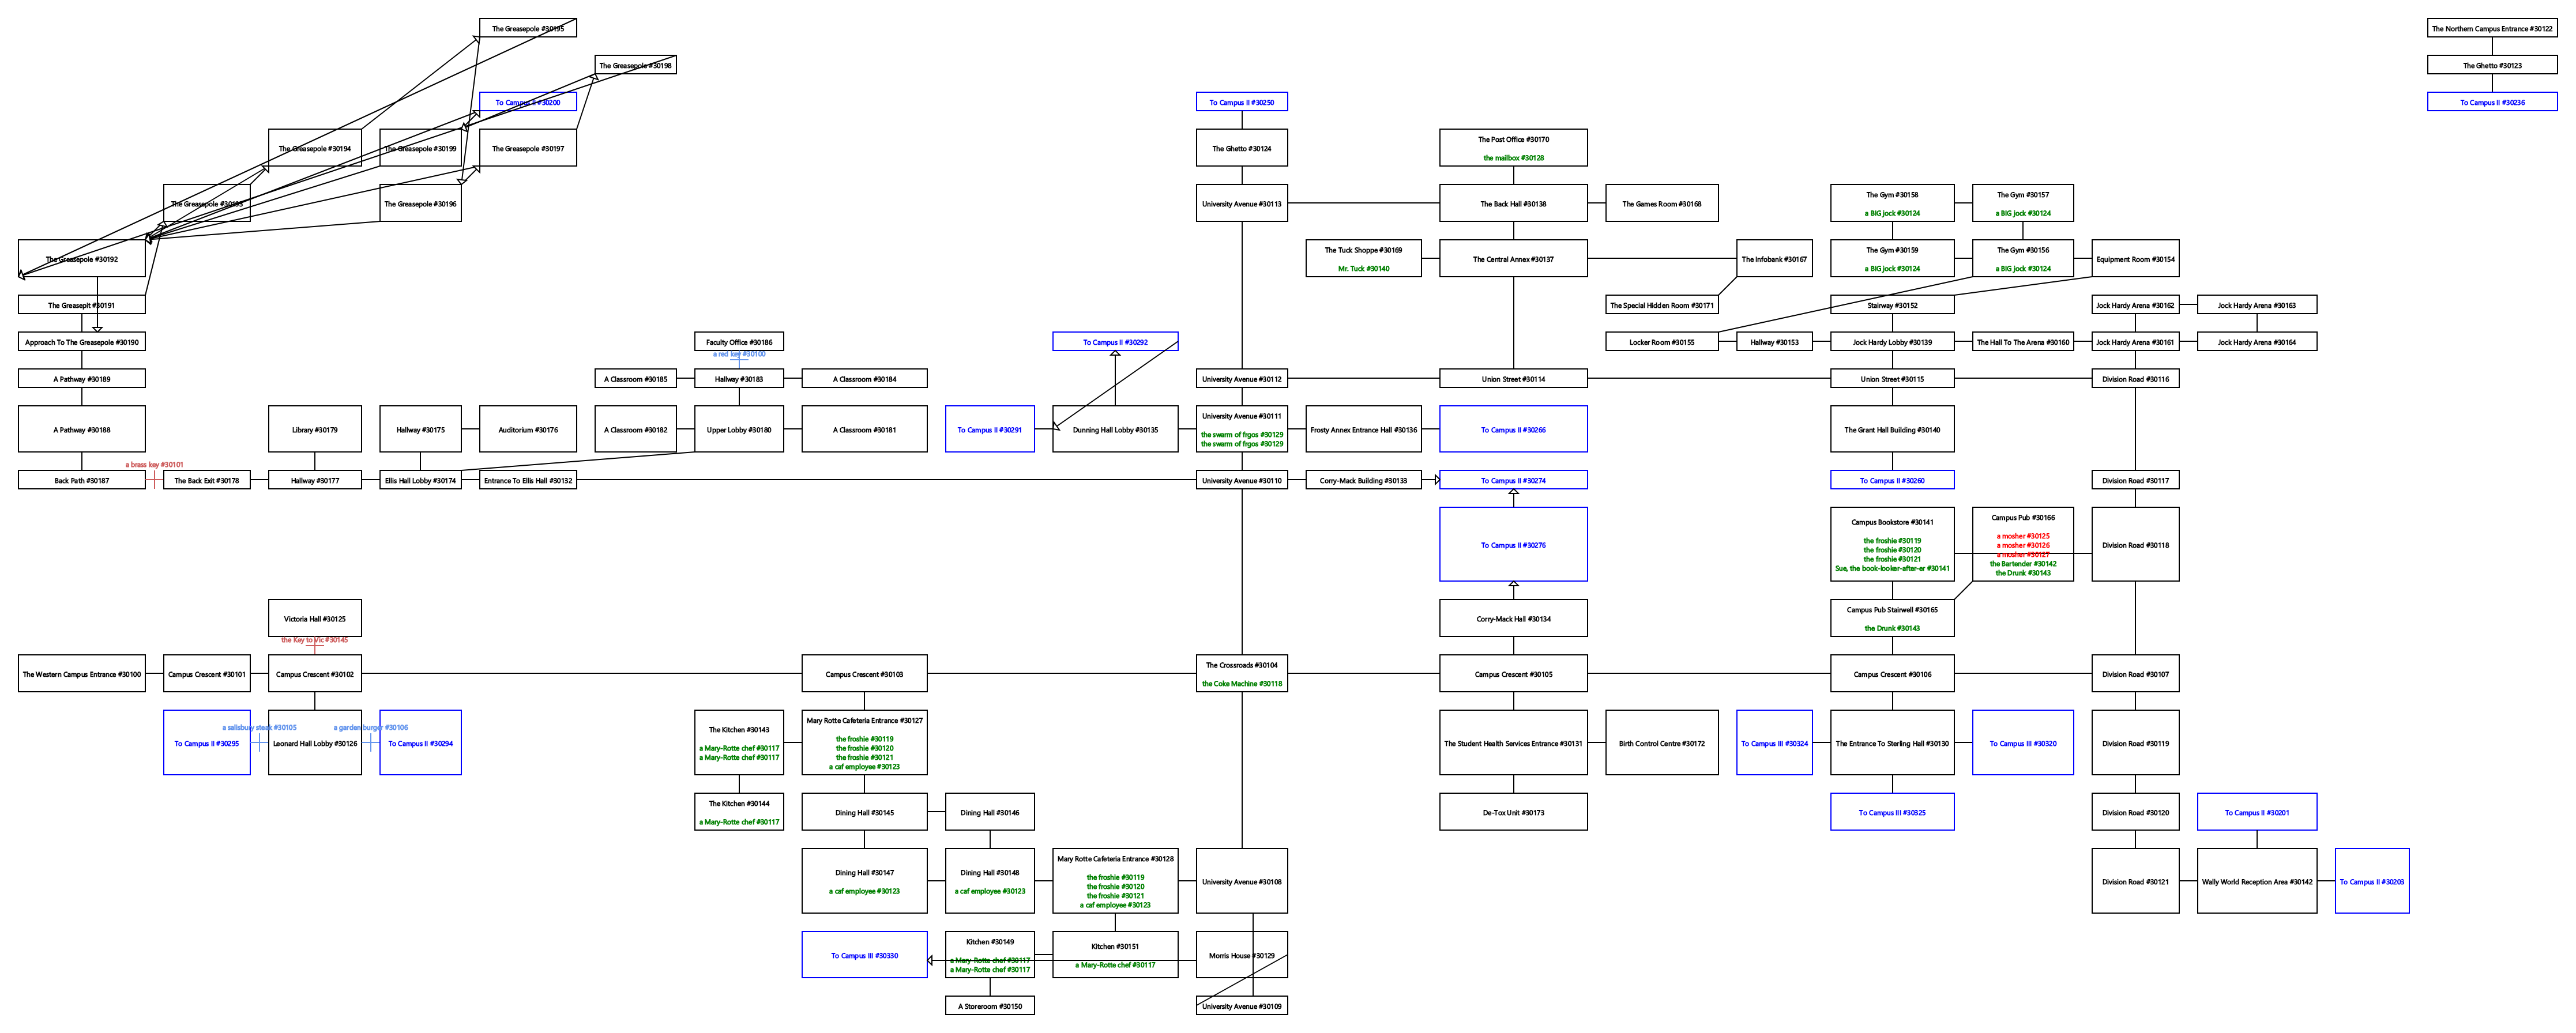 The Greasepole #30195
The Northern Campus Entrance #30122
The Greasepole #30198
The Ghetto #30123
To Campus II #30200
To Campus II #30250
To Campus II #30236
The Greasepole #30194
The Greasepole #30199
The Greasepole #30197
The Ghetto #30124
The Post Office #30170
the mailbox #30128
The Greasepole #30193
The Greasepole #30196
University Avenue #30113
The Back Hall #30138
The Games Room #30168
The Gym #30158
a BIG jock #30124
The Gym #30157
a BIG jock #30124
The Greasepole #30192
The Tuck Shoppe #30169
Mr. Tuck #30140
The Central Annex #30137
The Infobank #30167
The Gym #30159
a BIG jock #30124
The Gym #30156
a BIG jock #30124
Equipment Room #30154
The Greasepit #30191
The Special Hidden Room #30171
Stairway #30152
Jock Hardy Arena #30162
Jock Hardy Arena #30163
Approach To The Greasepole #30190
Faculty Office #30186
a red key #30100
To Campus II #30292
Locker Room #30155
Hallway #30153
Jock Hardy Lobby #30139
The Hall To The Arena #30160
Jock Hardy Arena #30161
Jock Hardy Arena #30164
A Pathway #30189
A Classroom #30185
Hallway #30183
A Classroom #30184
University Avenue #30112
Union Street #30114
Union Street #30115
Division Road #30116
A Pathway #30188
Library #30179
Hallway #30175
Auditorium #30176
A Classroom #30182
Upper Lobby #30180
A Classroom #30181
To Campus II #30291
Dunning Hall Lobby #30135
University Avenue #30111
the swarm of frgos #30129
the swarm of frgos #30129
Frosty Annex Entrance Hall #30136
To Campus II #30266
The Grant Hall Building #30140
a brass key #30101
Back Path #30187
The Back Exit #30178
Hallway #30177
Ellis Hall Lobby #30174
Entrance To Ellis Hall #30132
University Avenue #30110
Corry-Mack Building #30133
To Campus II #30274
To Campus II #30260
Division Road #30117
To Campus II #30276
Campus Bookstore #30141
the froshie #30119
the froshie #30120
the froshie #30121
Sue, the book-looker-after-er #30141
Campus Pub #30166
a mosher #30125
a mosher #30126
a mosher #30127
the Bartender #30142
the Drunk #30143
Division Road #30118
Victoria Hall #30125
the Key to Vic #30145
Corry-Mack Hall #30134
Campus Pub Stairwell #30165
the Drunk #30143
The Western Campus Entrance #30100
Campus Crescent #30101
Campus Crescent #30102
Campus Crescent #30103
The Crossroads #30104
the Coke Machine #30118
Campus Crescent #30105
Campus Crescent #30106
Division Road #30107
To Campus II #30295
a salisbury steak #30105
Leonard Hall Lobby #30126
a garden burger #30106
To Campus II #30294
The Kitchen #30143
a Mary-Rotte chef #30117
a Mary-Rotte chef #30117
Mary Rotte Cafeteria Entrance #30127
the froshie #30119
the froshie #30120
the froshie #30121
a caf employee #30123
The Student Health Services Entrance #30131
Birth Control Centre #30172
To Campus III #30324
The Entrance To Sterling Hall #30130
To Campus III #30320
Division Road #30119
The Kitchen #30144
a Mary-Rotte chef #30117
Dining Hall #30145
Dining Hall #30146
De-Tox Unit #30173
To Campus III #30325
Division Road #30120
To Campus II #30201
Dining Hall #30147
a caf employee #30123
Dining Hall #30148
a caf employee #30123
Mary Rotte Cafeteria Entrance #30128
the froshie #30119
the froshie #30120
the froshie #30121
a caf employee #30123
University Avenue #30108
Division Road #30121
Wally World Reception Area #30142
To Campus II #30203
To Campus III #30330
Kitchen #30149
a Mary-Rotte chef #30117
a Mary-Rotte chef #30117
Kitchen #30151
a Mary-Rotte chef #30117
Morris House #30129
A Storeroom #30150
University Avenue #30109